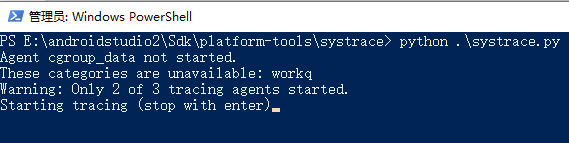 管理员: Windows PowerShell
PS E:\androidstudio2\Sdk\platform-tools\systrace> python .\systrace.py
Agent cgroup_data not started.
These categories are unavailable: workq
Warning: Only 2 of 3 tracing agents started.
Starting tracing (stop with enter)